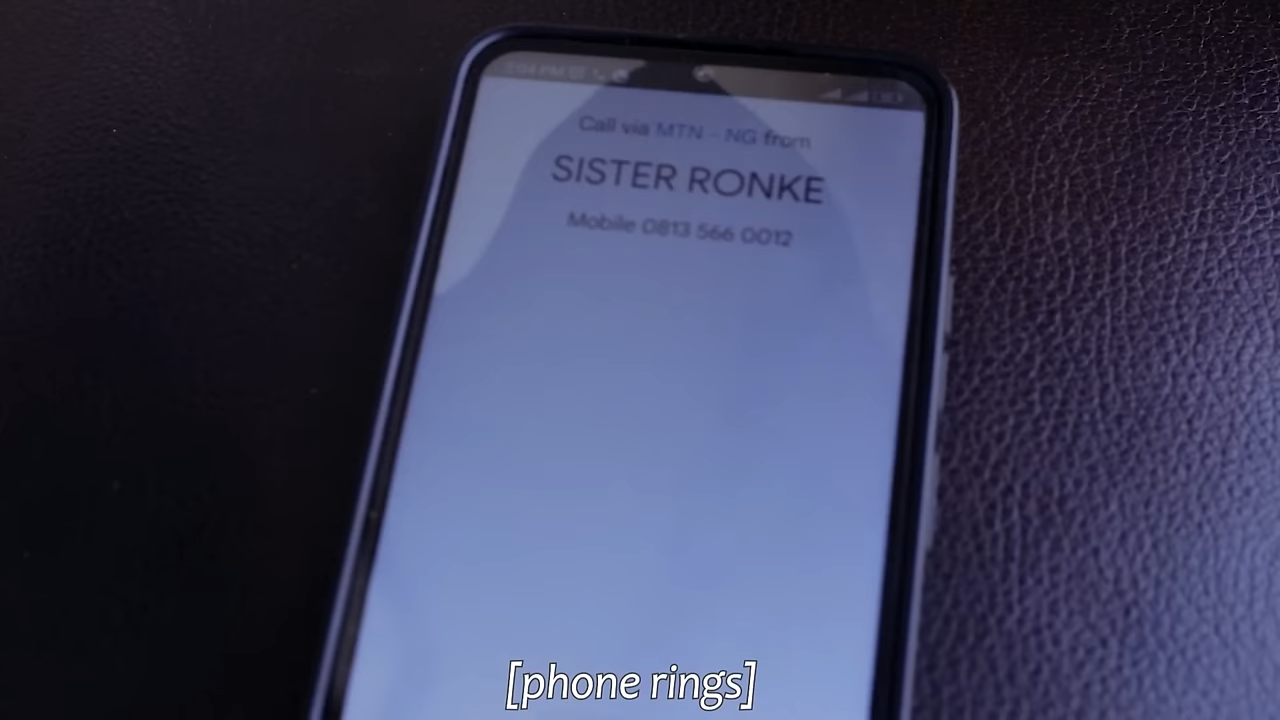 Call via MTN - NG from
SISTER RONKE
Mobile 0813 566 0012
[phone rings]